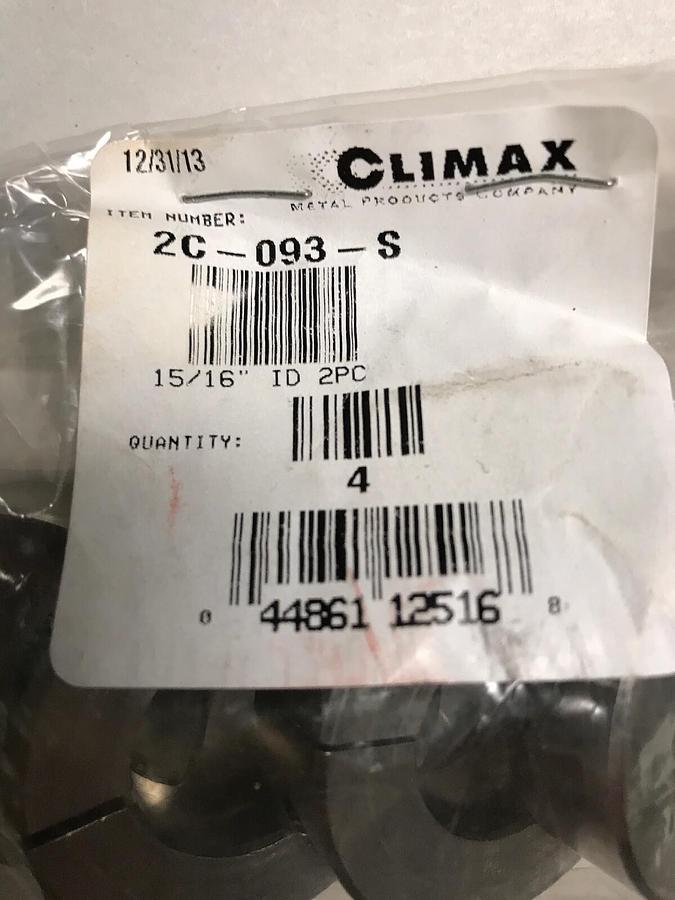 12/31/13
CLIMAX
METAL PRODUCTS COMPANY
ITEM NUMBER:
2C-093-S
15/16" ID 2PC
QUANTITY:
4
0 44861 12516 8